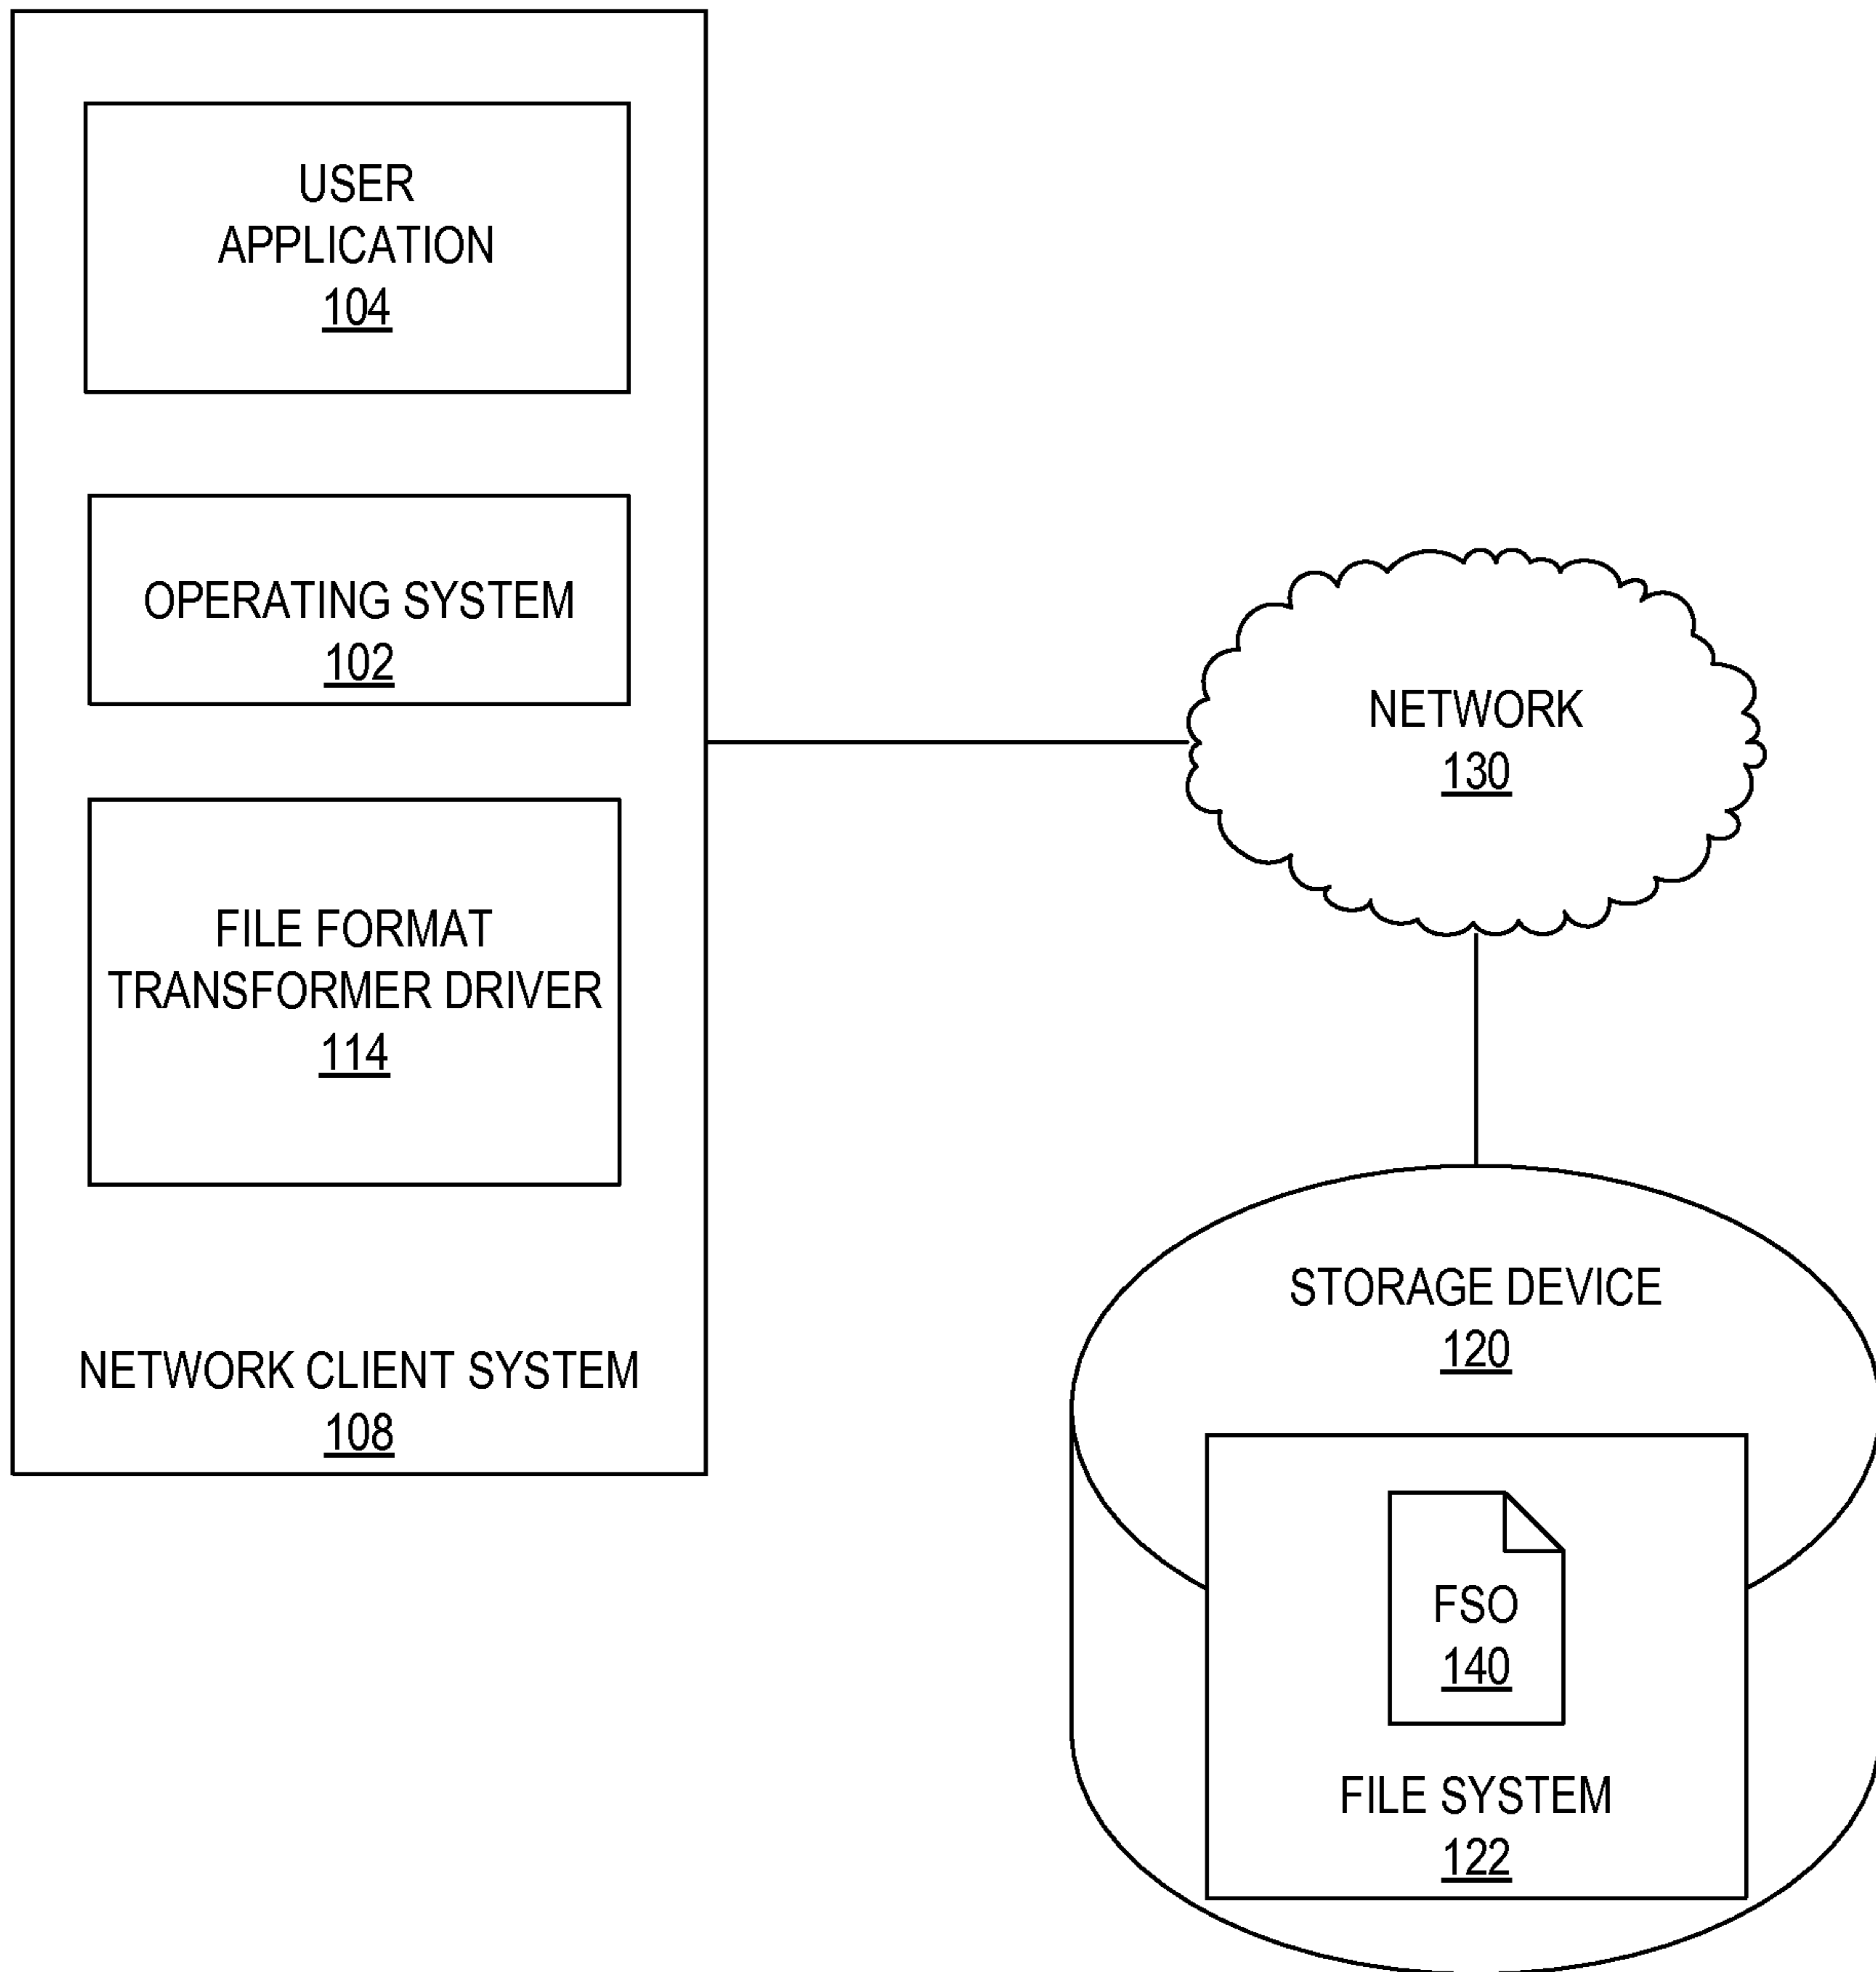 USER
APPLICATION
104
OPERATING SYSTEM
102
FILE FORMAT
TRANSFORMER DRIVER
114
NETWORK CLIENT SYSTEM
108
NETWORK
130
STORAGE DEVICE
120
FSO
140
FILE SYSTEM
122